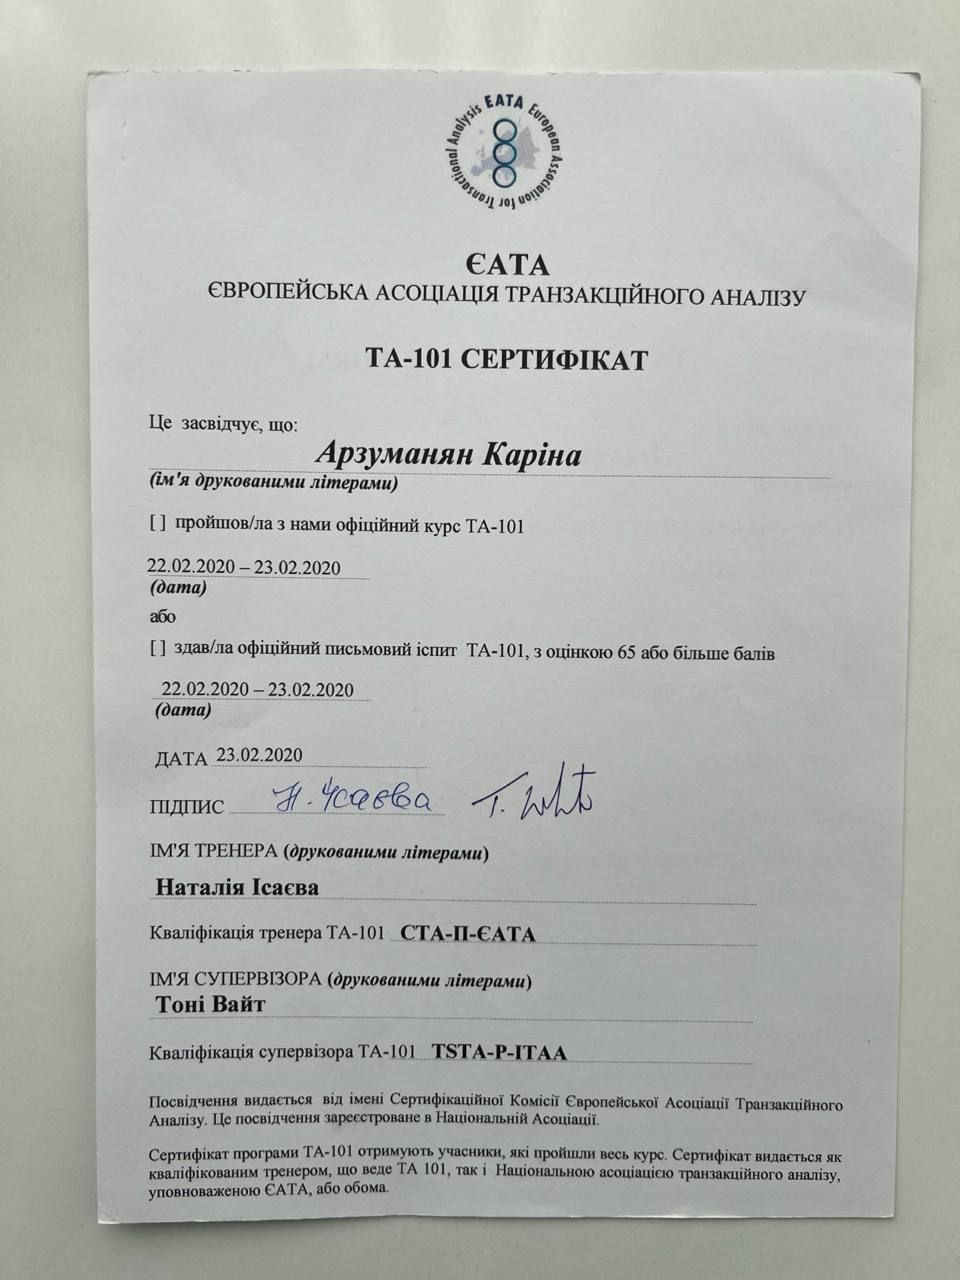 EATA European Association for Transactional Analysis
ЄАТА
ЄВРОПЕЙСЬКА АСОЦІАЦІЯ ТРАНЗАКЦІЙНОГО АНАЛІЗУ
ТА-101 СЕРТИФІКАТ
Це засвідчує, що:
Арзуманян Каріна
(ім'я друкованими літерами)
[ ] пройшов/ла з нами офіційний курс ТА-101
22.02.2020 – 23.02.2020
(дата)
або
[ ] здав/ла офіційний письмовий іспит ТА-101, з оцінкою 65 або більше балів
22.02.2020 – 23.02.2020
(дата)
ДАТА 23.02.2020
ПІДПИС Н. Ісаєва T. White
ІМ'Я ТРЕНЕРА (друкованими літерами)
Наталія Ісаєва
Кваліфікація тренера ТА-101 СТА-П-ЄАТА
ІМ'Я СУПЕРВІЗОРА (друкованими літерами)
Тоні Вайт
Кваліфікація супервізора ТА-101 TSTA-P-ITAA
Посвідчення видається від імені Сертифікаційної Комісії Європейської Асоціації Транзакційного
Аналізу. Це посвідчення зареєстроване в Національній Асоціації.
Сертифікат програми ТА-101 отримують учасники, які пройшли весь курс. Сертифікат видається як
кваліфікованим тренером, що веде ТА 101, так і Національною асоціацією транзакційного аналізу,
уповноваженою ЄАТА, або обома.